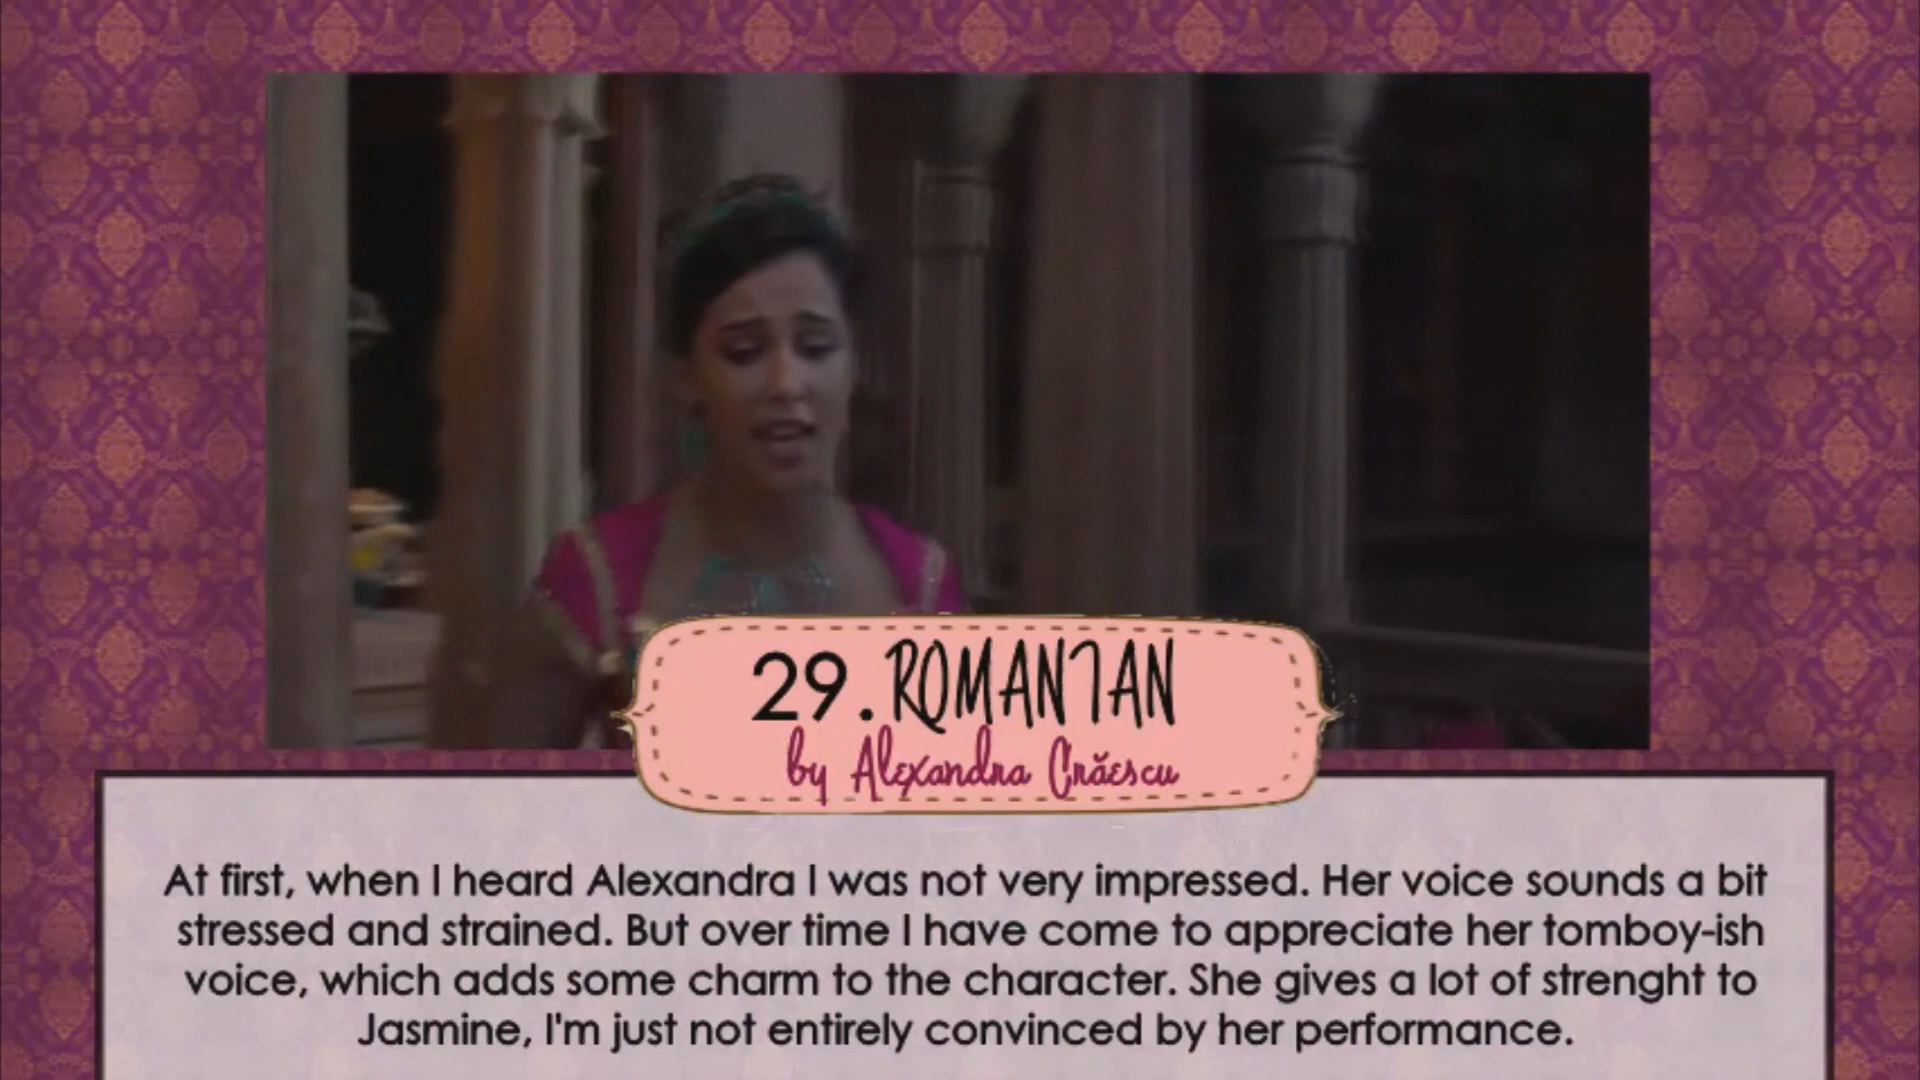 29. ROMANIAN
by Alexandra Crăescu
At first, when I heard Alexandra I was not very impressed. Her voice sounds a bit
stressed and strained. But over time I have come to appreciate her tomboy-ish
voice, which adds some charm to the character. She gives a lot of strenght to
Jasmine, I'm just not entirely convinced by her performance.